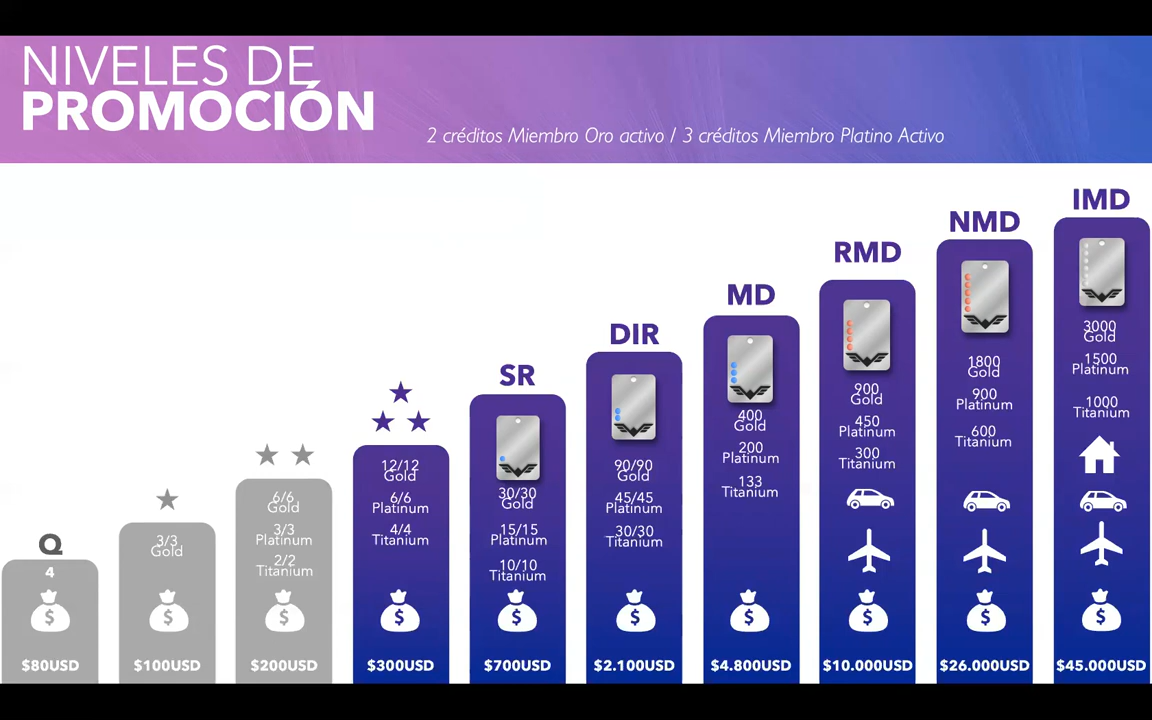 NIVELES DE
PROMOCIÓN
2 créditos Miembro Oro activo / 3 créditos Miembro Platino Activo
Q
4
$
$80USD
3/3
Gold
$
$100USD
6/6
Gold
3/3
Platinum
2/2
Titanium
$
$200USD
12/12
Gold
6/6
Platinum
4/4
Titanium
$
$300USD
SR
30/30
Gold
15/15
Platinum
10/10
Titanium
$
$700USD
DIR
90/90
Gold
45/45
Platinum
30/30
Titanium
$
$2.100USD
MD
400
Gold
200
Platinum
133
Titanium
$
$4.800USD
RMD
900
Gold
450
Platinum
300
Titanium
$
$10.000USD
NMD
1800
Gold
900
Platinum
600
Titanium
$
$26.000USD
IMD
3000
Gold
1500
Platinum
1000
Titanium
$
$45.000USD